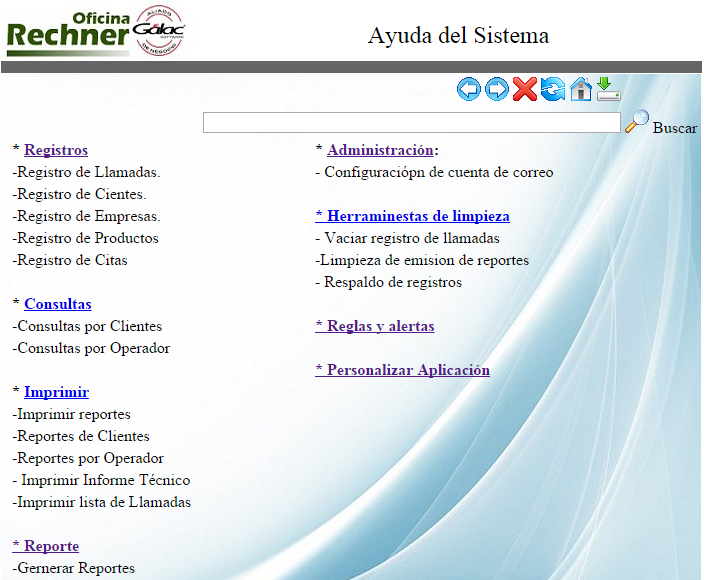 Oficina
Rechner
ALIADO
Gálac
SOFTWARE
DE NEGOCIO
Ayuda del Sistema
Buscar
* Registros
-Registro de Llamadas.
-Registro de Cientes.
-Registro de Empresas.
-Registro de Productos
-Registro de Citas
* Consultas
-Consultas por Clientes
-Consultas por Operador
* Imprimir
-Imprimir reportes
-Reportes de Clientes
-Reportes por Operador
- Imprimir Informe Técnico
-Imprimir lista de Llamadas
* Reporte
-Gernerar Reportes
* Administración:
- Configuraciópn de cuenta de correo
* Herraminestas de limpieza
- Vaciar registro de llamadas
-Limpieza de emision de reportes
- Respaldo de registros
* Reglas y alertas
* Personalizar Aplicación